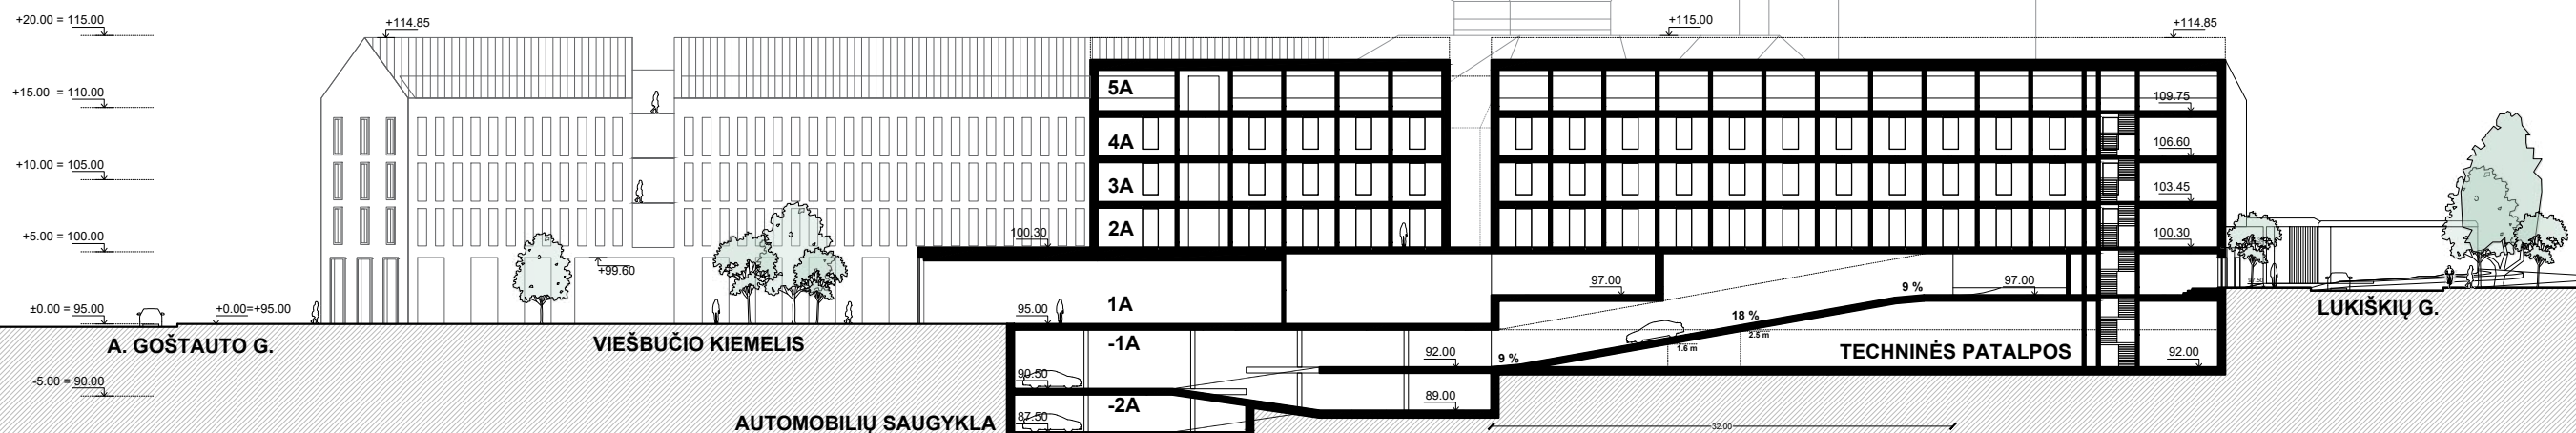 +20.00 = 115.00
+114.85
+115.00
+114.85
+15.00 = 110.00
5A
109.75
4A
106.60
+10.00 = 105.00
3A
103.45
+5.00 = 100.00
100.30
2A
100.30
+99.60
97.00
9 %
97.00
±0.00 = 95.00
+0.00=+95.00
95.00
1A
18 %
2.5 m
1.6 m
LUKIŠKIŲ G.
A. GOŠTAUTO G.
VIEŠBUČIO KIEMELIS
-1A
92.00
9 %
TECHNINĖS PATALPOS
92.00
-5.00 = 90.00
90.50
89.00
-2A
87.50
AUTOMOBILIŲ SAUGYKLA
32.00